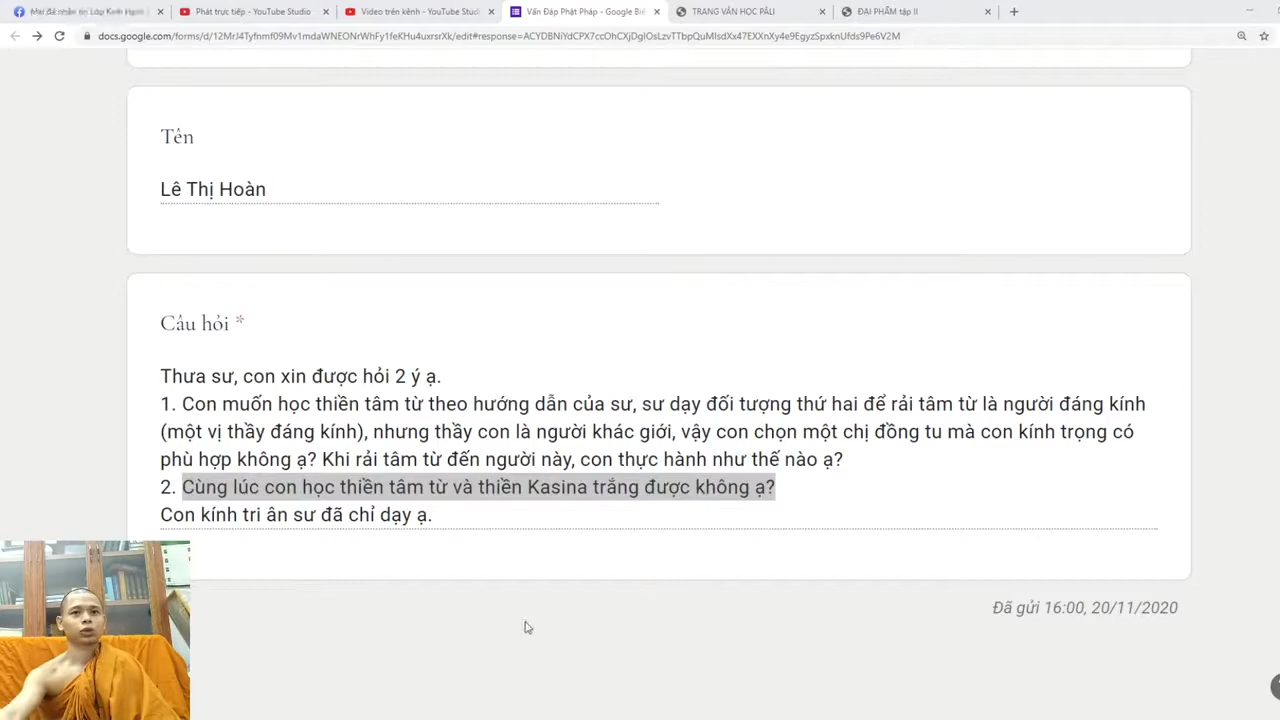 Phát trực tiếp - YouTube Studio
Video trên kênh - YouTube Studi
Vấn Đáp Phật Pháp - Google Biể
TRANG VĂN HỌC PĀLI
ĐẠI PHẨM tập II
Tên
Lê Thị Hoàn
Câu hỏi *
Thưa sư, con xin được hỏi 2 ý ạ.
1. Con muốn học thiền tâm từ theo hướng dẫn của sư, sư dạy đối tượng thứ hai để rải tâm từ là người đáng kính
(một vị thầy đáng kính), nhưng thầy con là người khác giới, vậy con chọn một chị đồng tu mà con kính trọng có
phù hợp không ạ? Khi rải tâm từ đến người này, con thực hành như thế nào ạ?
2. Cùng lúc con học thiền tâm từ và thiền Kasina trắng được không ạ?
Con kính tri ân sư đã chỉ dạy ạ.
Đã gửi 16:00, 20/11/2020